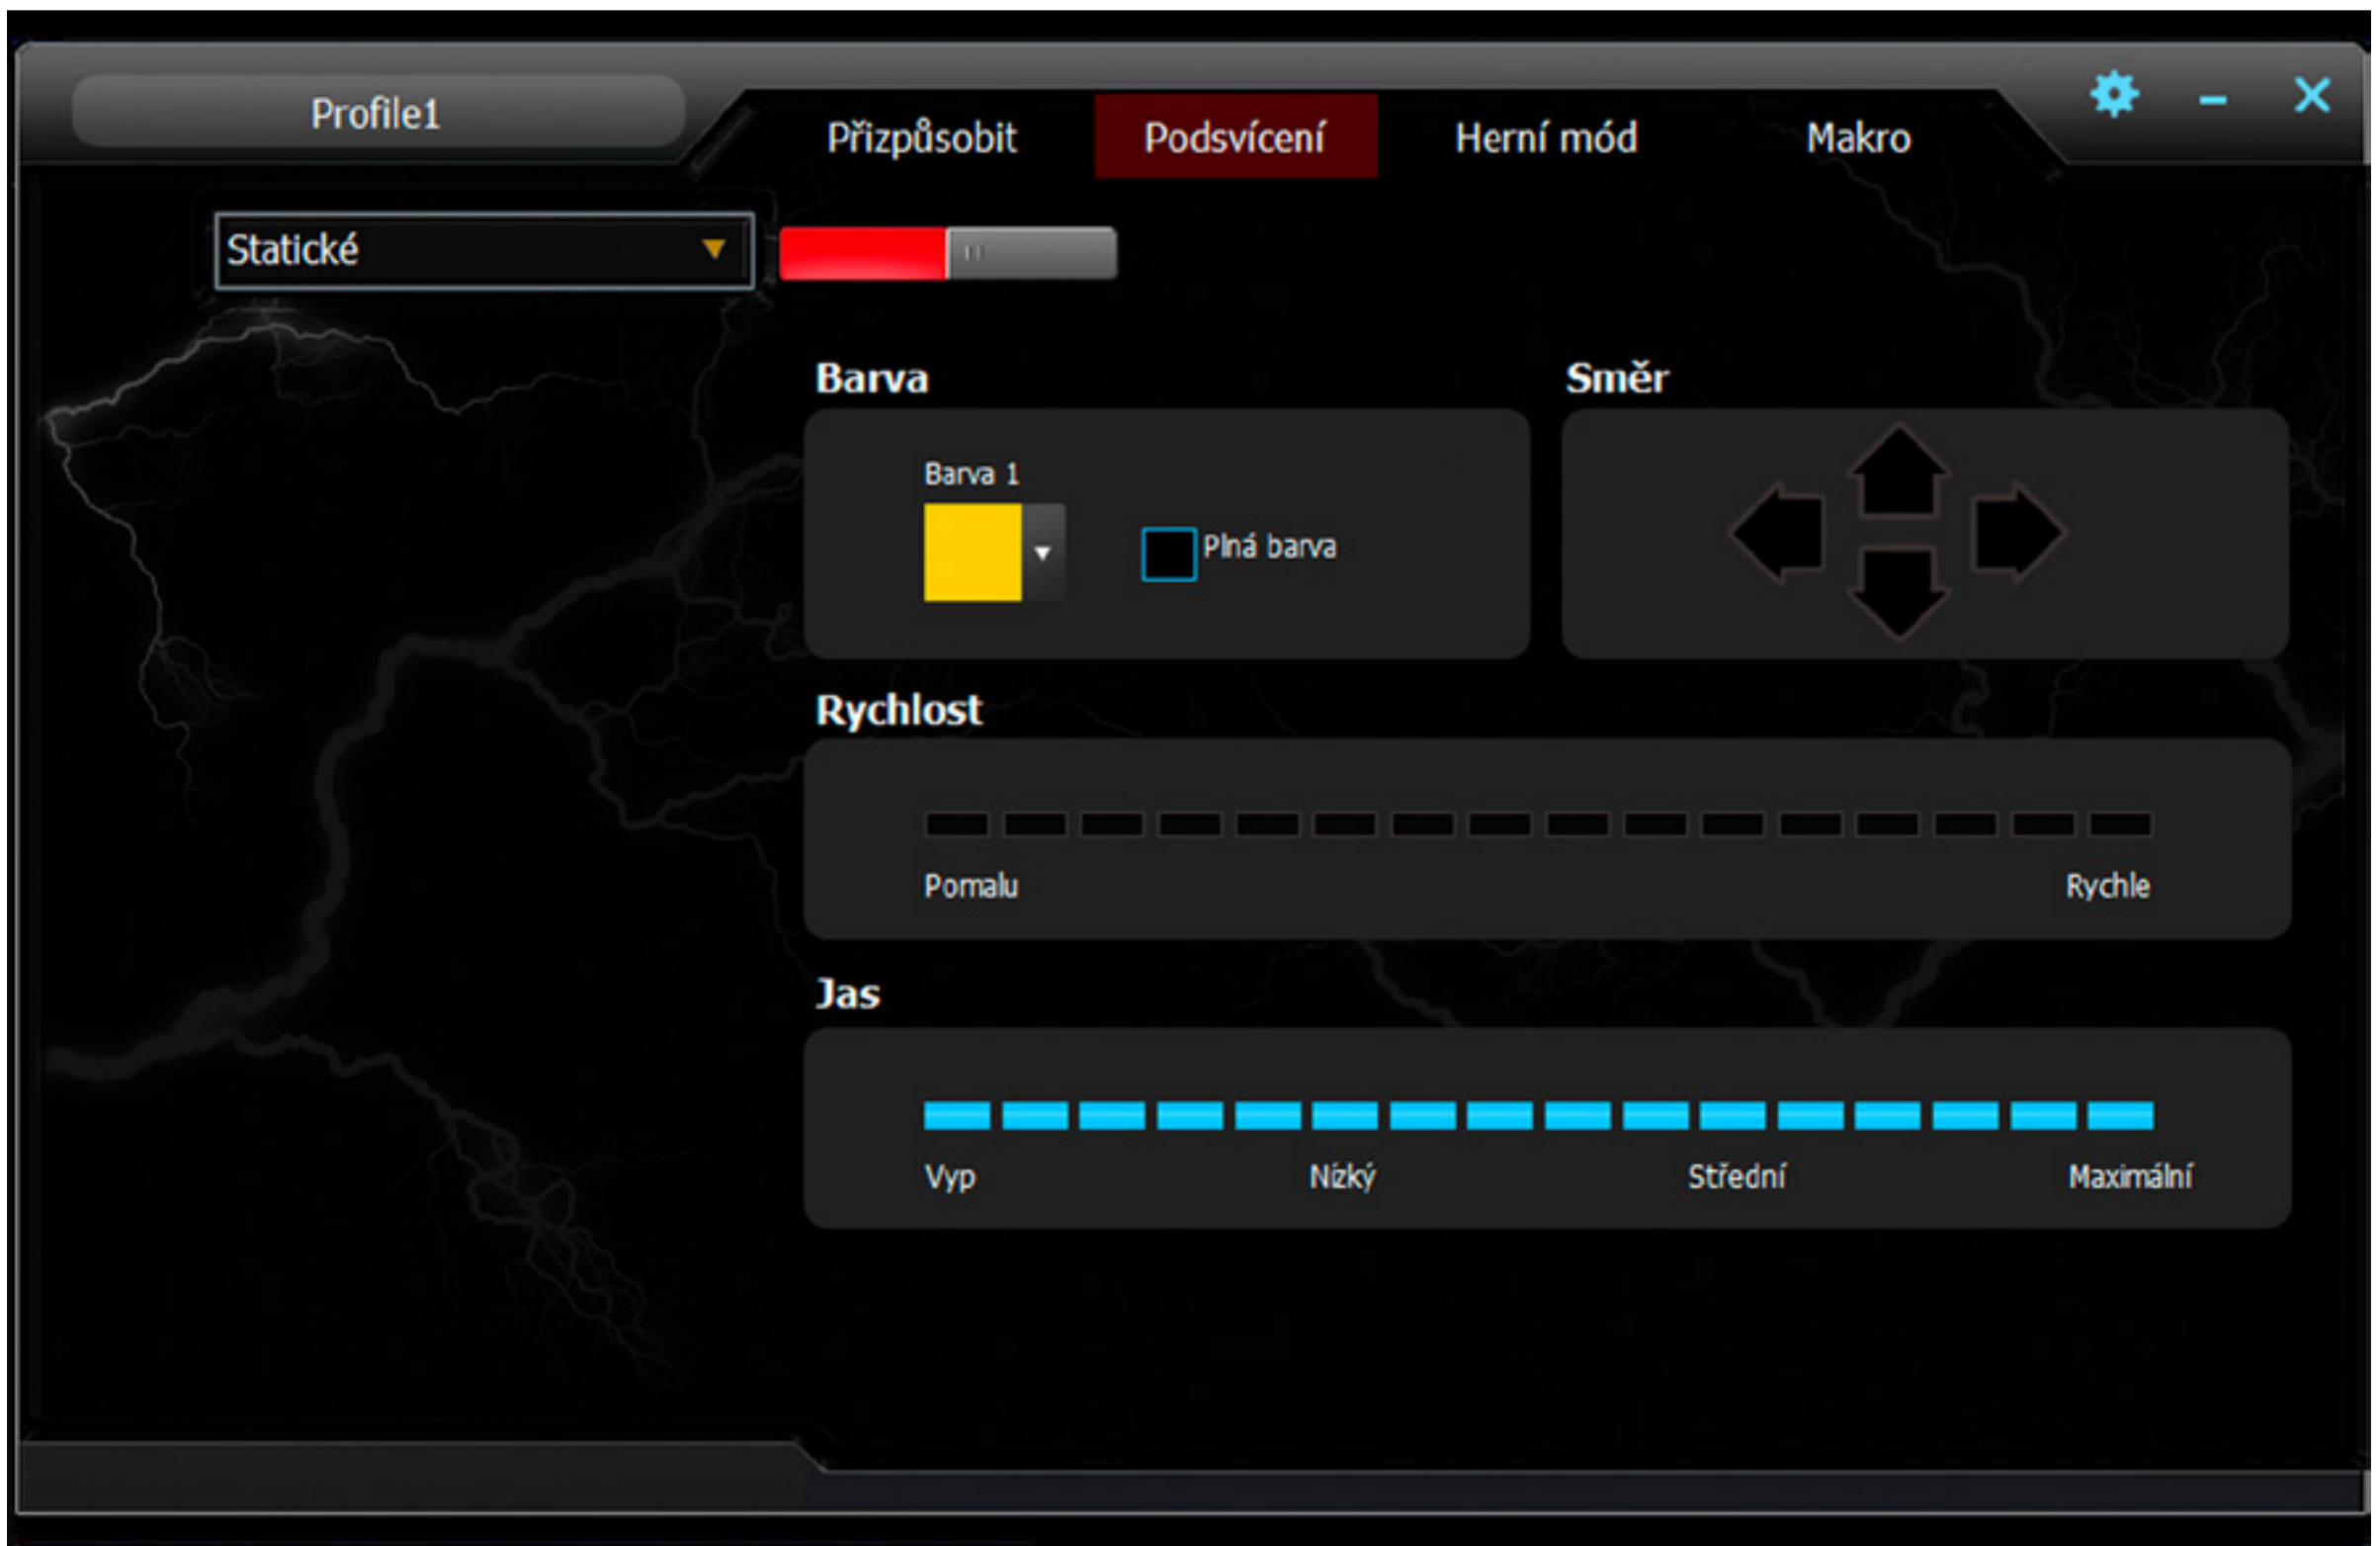 Profile1
Přizpůsobit Podsvícení Herní mód Makro
Statické
Barva Směr
Barva 1
Plná barva
Rychlost
Pomalu Rychle
Jas
Vyp Nízký Střední Maximální